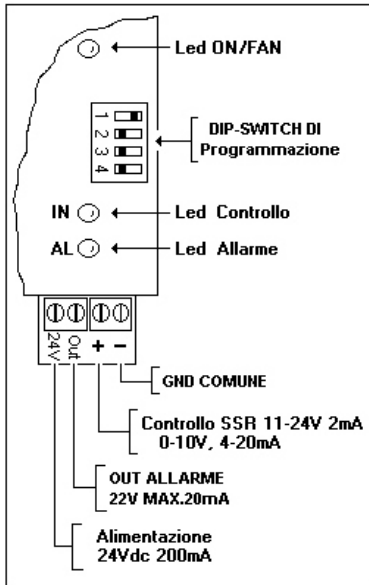 Led ON/FAN
1
2
3
4
DIP-SWITCH DI
Programmazione
IN
Led Controllo
AL
Led Allarme
24V
Out
+
-
GND COMUNE
Controllo SSR 11-24V 2mA
0-10V, 4-20mA
OUT ALLARME
22V MAX.20mA
Alimentazione
24Vdc 200mA